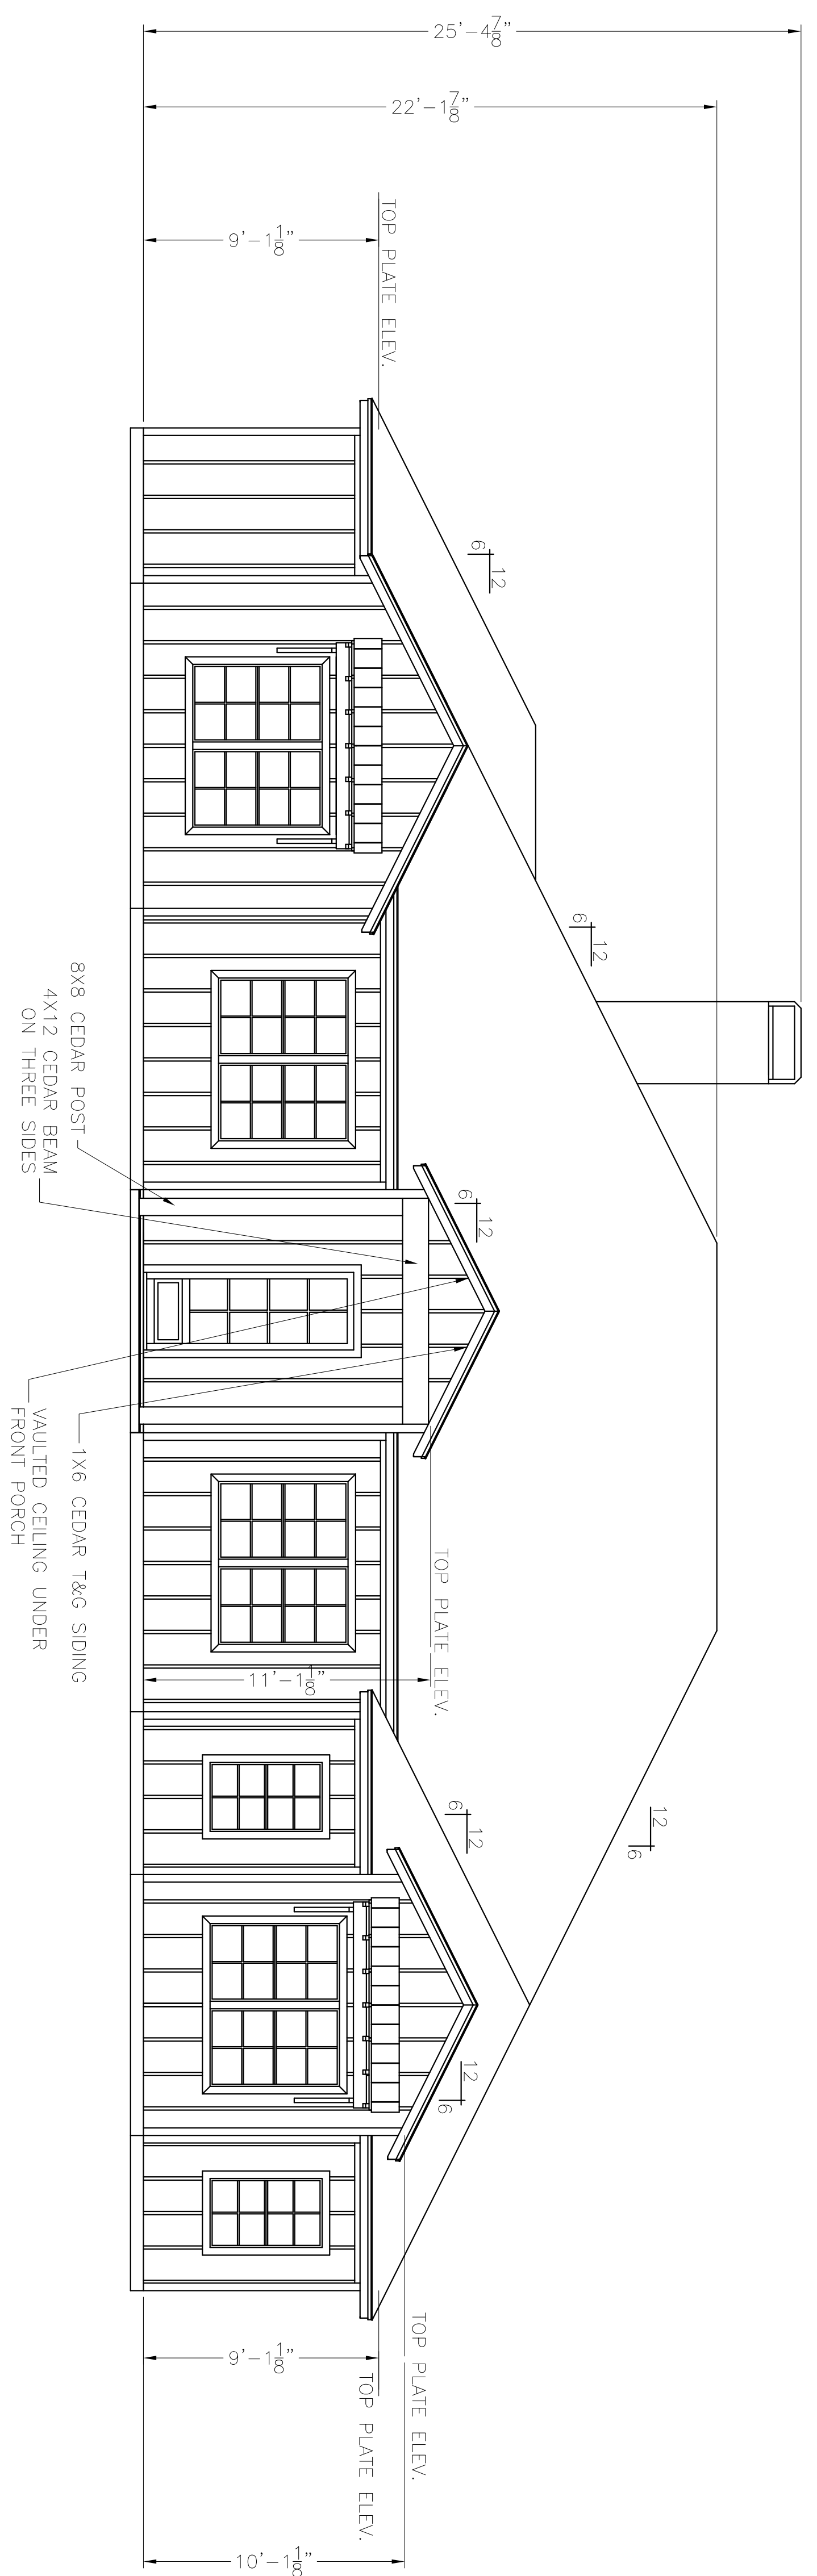 25'-4 7/8"
22'-1 7/8"
9'-1 1/8"
TOP PLATE ELEV.
12
6
12
6
12
6
12
6
12
6
12
6
8X8 CEDAR POST
4X12 CEDAR BEAM
ON THREE SIDES
1X6 CEDAR T&G SIDING
VAULTED CEILING UNDER
FRONT PORCH
TOP PLATE ELEV.
11'-1 1/8"
TOP PLATE ELEV.
9'-1 1/8"
TOP PLATE ELEV.
10'-1 1/8"